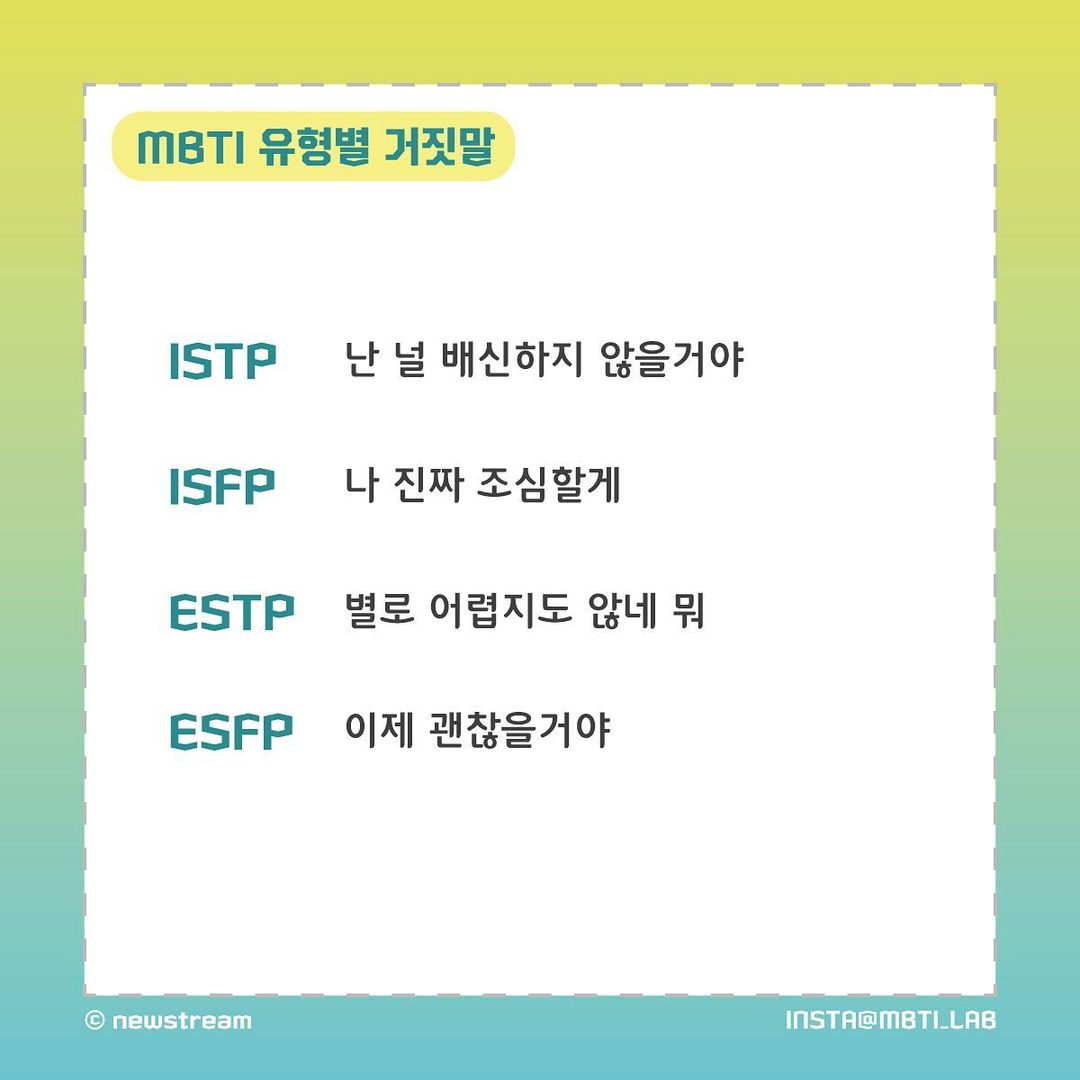 MBTI 유형별 거짓말
ISTP 난 널 배신하지 않을거야
ISFP 나 진짜 조심할게
ESTP 별로 어렵지도 않네 뭐
ESFP 이제 괜찮을거야
© newstream INSTA@MBTI_LAB